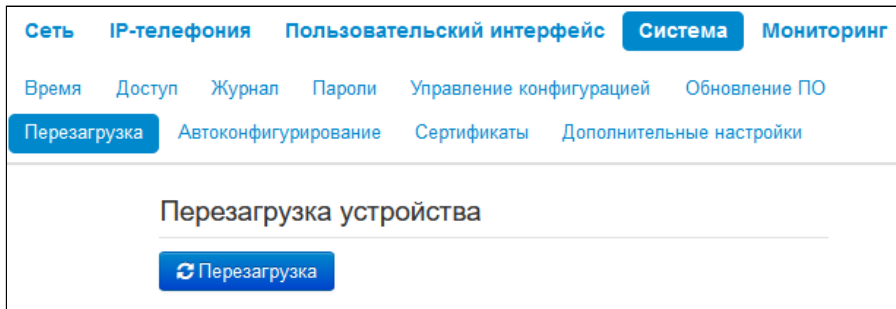 Сеть IP-телефония Пользовательский интерфейс Система Мониторинг
Время Доступ Журнал Пароли Управление конфигурацией Обновление ПО
Перезагрузка Автоконфигурирование Сертификаты Дополнительные настройки
Перезагрузка устройства
Перезагрузка